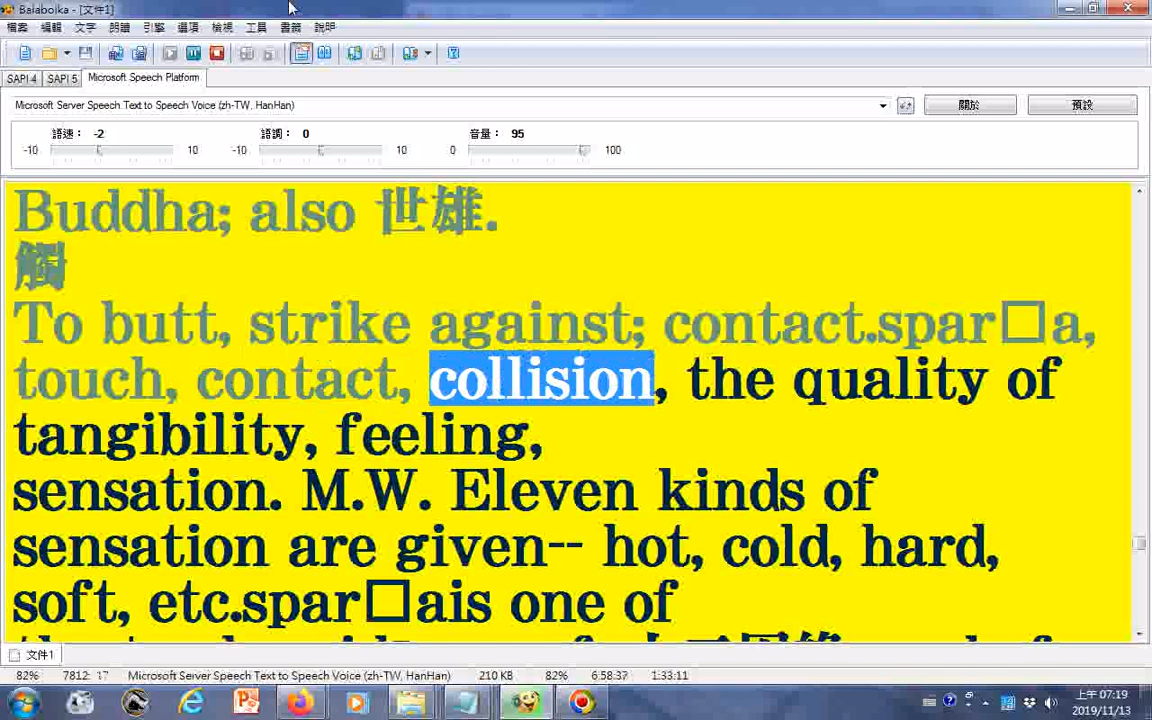 Balabolka - [文件1]
檔案 編輯 文字 朗讀 引擎 選項 檢視 工具 書籤 說明
SAPI 4 SAPI 5 Microsoft Speech Platform
Microsoft Server Speech Text to Speech Voice (zh-TW, HanHan) 關於 預設
語速： -2 語調： 0 音量： 95
-10 10 -10 10 0 100
Buddha; also 世雄.
觸
To butt, strike against; contact.spar□a,
touch, contact, collision, the quality of
tangibility, feeling,
sensation. M.W. Eleven kinds of
sensation are given-- hot, cold, hard,
soft, etc.spar□ais one of
文件1
82% 7812: 17 Microsoft Server Speech Text to Speech Voice (zh-TW, HanHan) 210 KB 82% 6:58:37 1:33:11
上午 07:19
2019/11/13